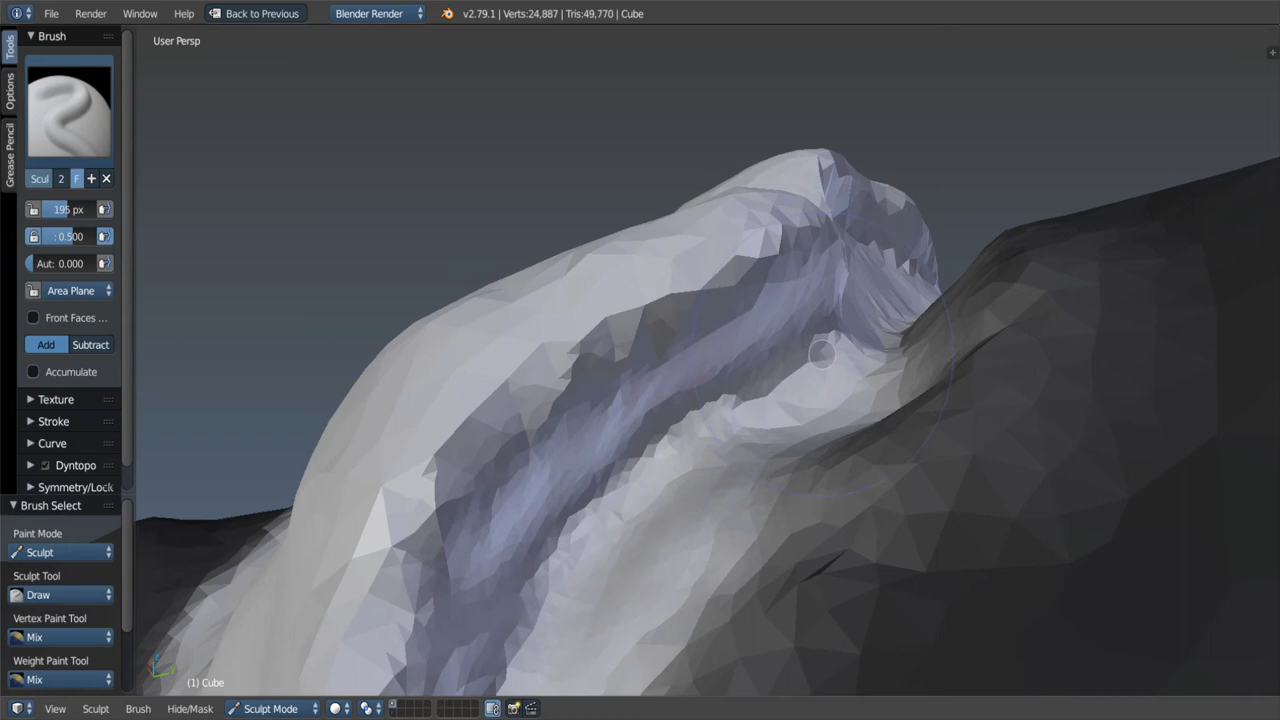 File Render Window Help Back to Previous Blender Render v2.79.1 | Verts:24,887 | Tris:49,770 | Cube
Brush
User Persp
Tools
Options
Grease Pencil
Scul 2 F
195 px
: 0.500
Aut: 0.000
Area Plane
Front Faces ...
Add Subtract
Accumulate
Texture
Stroke
Curve
Dyntopo
Symmetry/Lock
Brush Select
Paint Mode
Sculpt
Sculpt Tool
Draw
Vertex Paint Tool
Mix
Weight Paint Tool
Mix
z
y
(1) Cube
View Sculpt Brush Hide/Mask Sculpt Mode